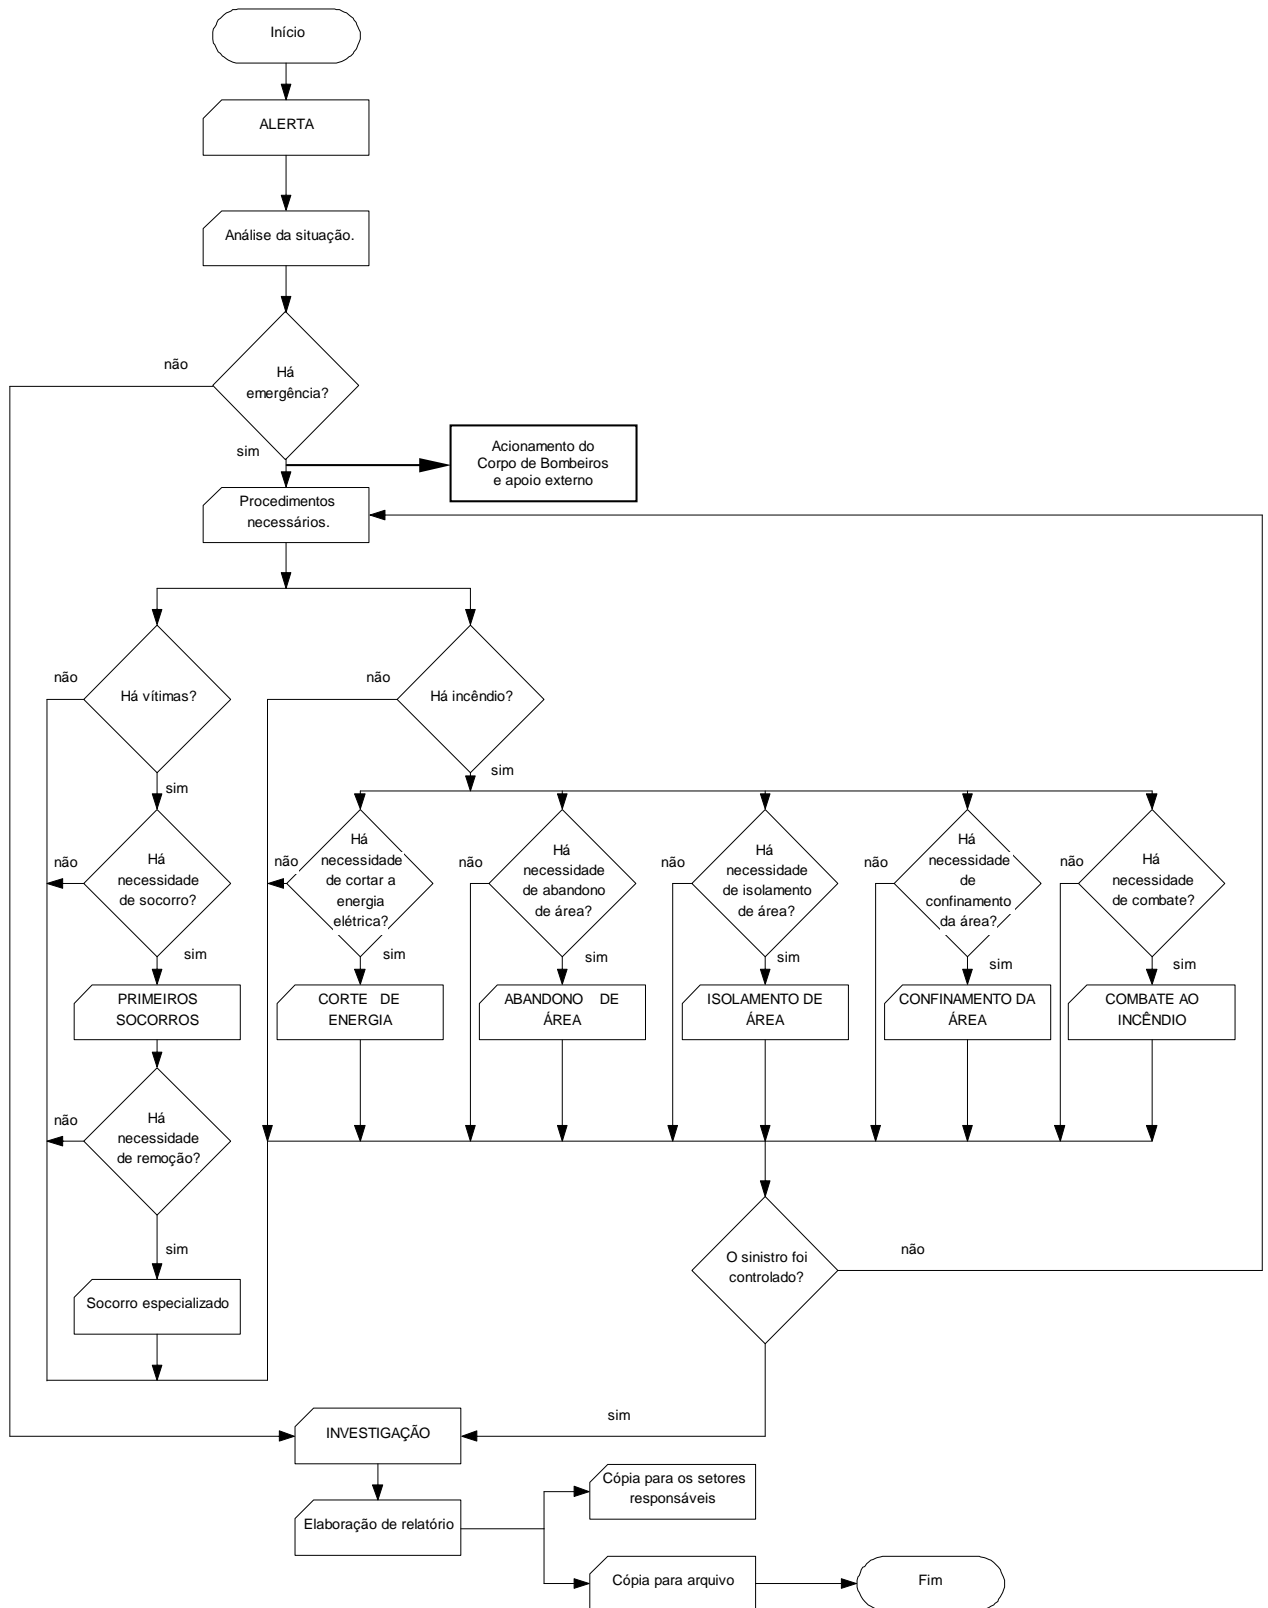 Início
ALERTA
Análise da situação.
não
Há
emergência?
sim
Acionamento do
Corpo de Bombeiros
e apoio externo
Procedimentos
necessários.
não
Há vítimas?
sim
não
Há incêndio?
sim
não
Há
necessidade
de socorro?
sim
não
Há
necessidade
de cortar a
energia
elétrica?
sim
não
Há
necessidade
de abandono
de área?
sim
não
Há
necessidade
de isolamento
de área?
sim
não
Há
necessidade
de
confinamento
da área?
sim
não
Há
necessidade
de combate?
sim
PRIMEIROS
SOCORROS
CORTE DE
ENERGIA
ABANDONO DE
ÁREA
ISOLAMENTO DE
ÁREA
CONFINAMENTO DA
ÁREA
COMBATE AO
INCÊNDIO
não
Há
necessidade
de remoção?
sim
Socorro especializado
O sinistro foi
controlado?
não
sim
INVESTIGAÇÃO
Elaboração de relatório
Cópia para os setores
responsáveis
Cópia para arquivo
Fim